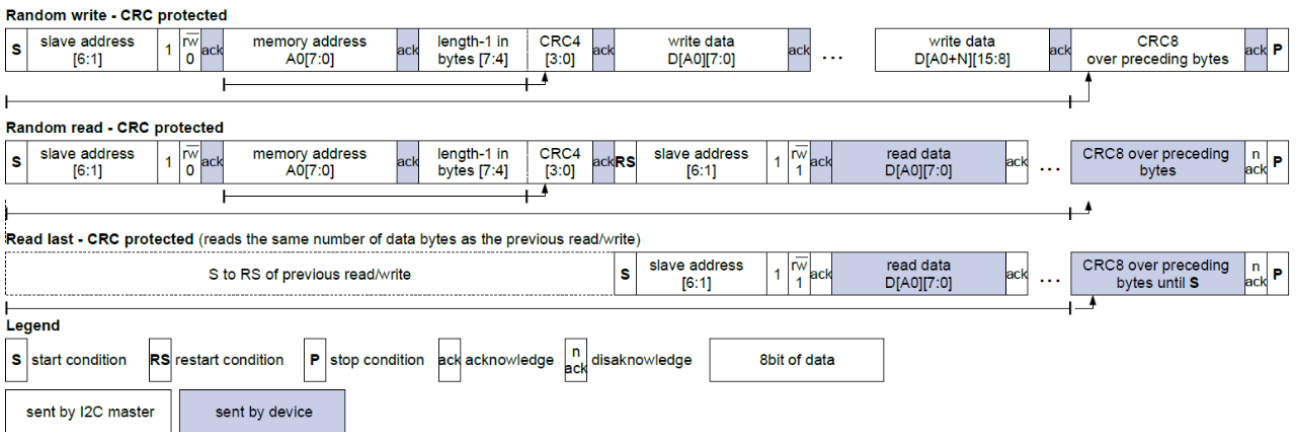 Random write - CRC protected
S slave address [6:1] 1 rw 0 ack memory address A0[7:0] ack length-1 in bytes [7:4] CRC4 [3:0] ack write data D[A0][7:0] ack ... write data D[A0+N][15:8] ack CRC8 over preceding bytes ack P
Random read - CRC protected
S slave address [6:1] 1 rw 0 ack memory address A0[7:0] ack length-1 in bytes [7:4] CRC4 [3:0] ack RS slave address [6:1] 1 rw 1 ack read data D[A0][7:0] ack ... CRC8 over preceding bytes n ack P
Read last - CRC protected (reads the same number of data bytes as the previous read/write)
S to RS of previous read/write S slave address [6:1] 1 rw 1 ack read data D[A0][7:0] ack ... CRC8 over preceding bytes until S n ack P
Legend
S start condition RS restart condition P stop condition ack acknowledge n ack disaknowledge 8bit of data
sent by I2C master sent by device